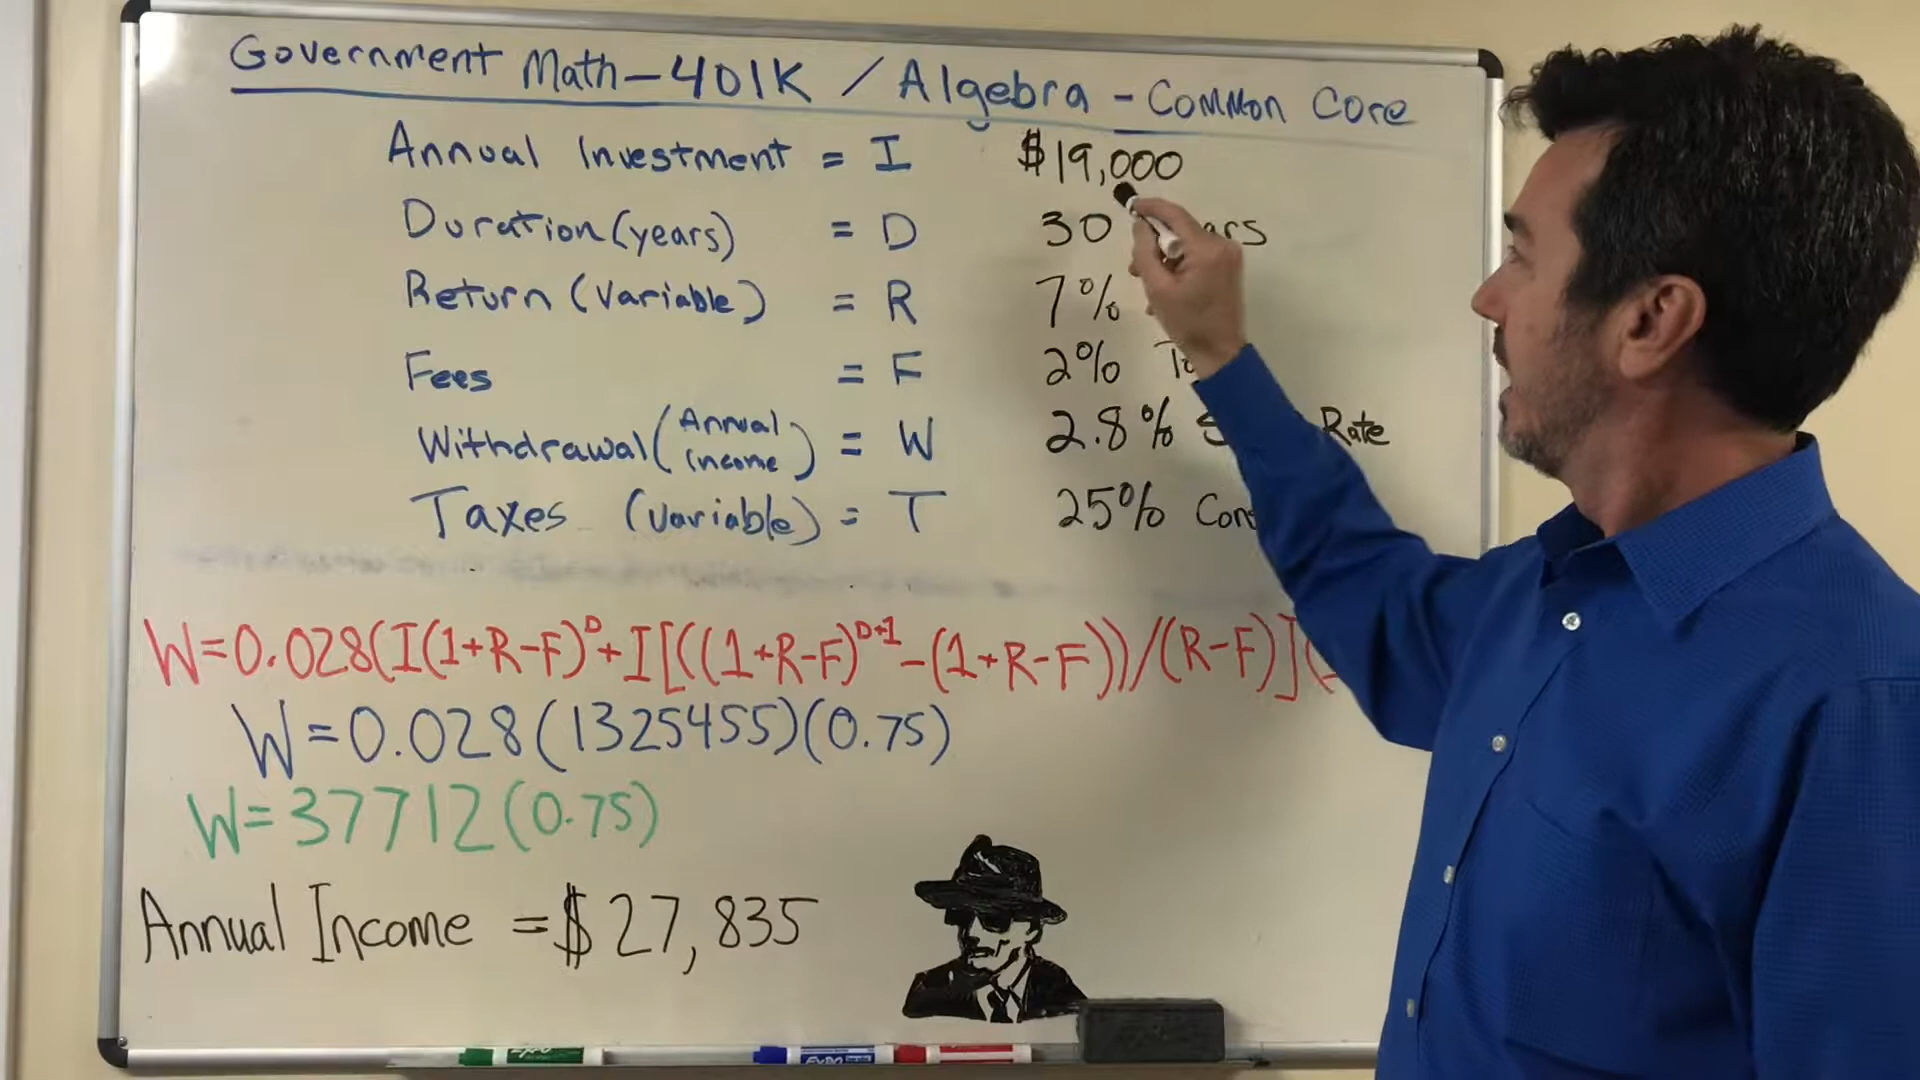 Government Math-401K / Algebra - Common Core
Annual Investment = I $19,000
Duration (years) = D 30
Return (Variable) = R 7%
Fees = F 2%
Withdrawal (Annual Income) = W 2.8% Rate
Taxes (variable) = T 25%
W=0.028(I(1+R-F)^D+I[((1+R-F)^D+1-(1+R-F))/(R-F)](
W=0.028(1325455)(0.75)
W=37712(0.75)
Annual Income =$27,835
EXPO
EXPO